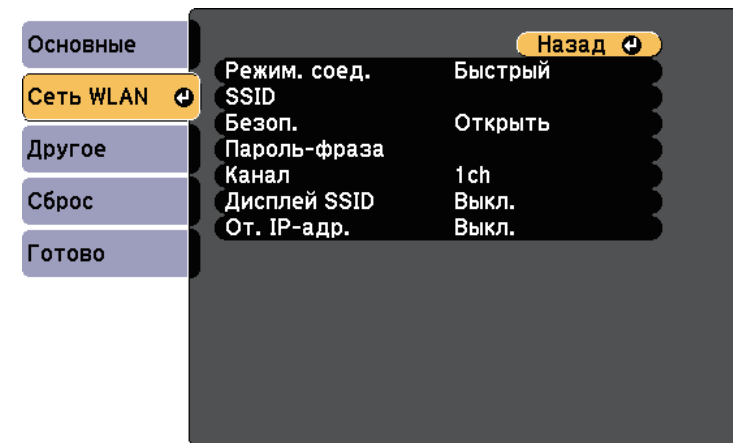 Основные
Сеть WLAN
Другое
Сброс
Готово
Назад
Режим. соед. Быстрый
SSID
Безоп. Открыть
Пароль-фраза
Канал 1ch
Дисплей SSID Выкл.
От. IP-адр. Выкл.